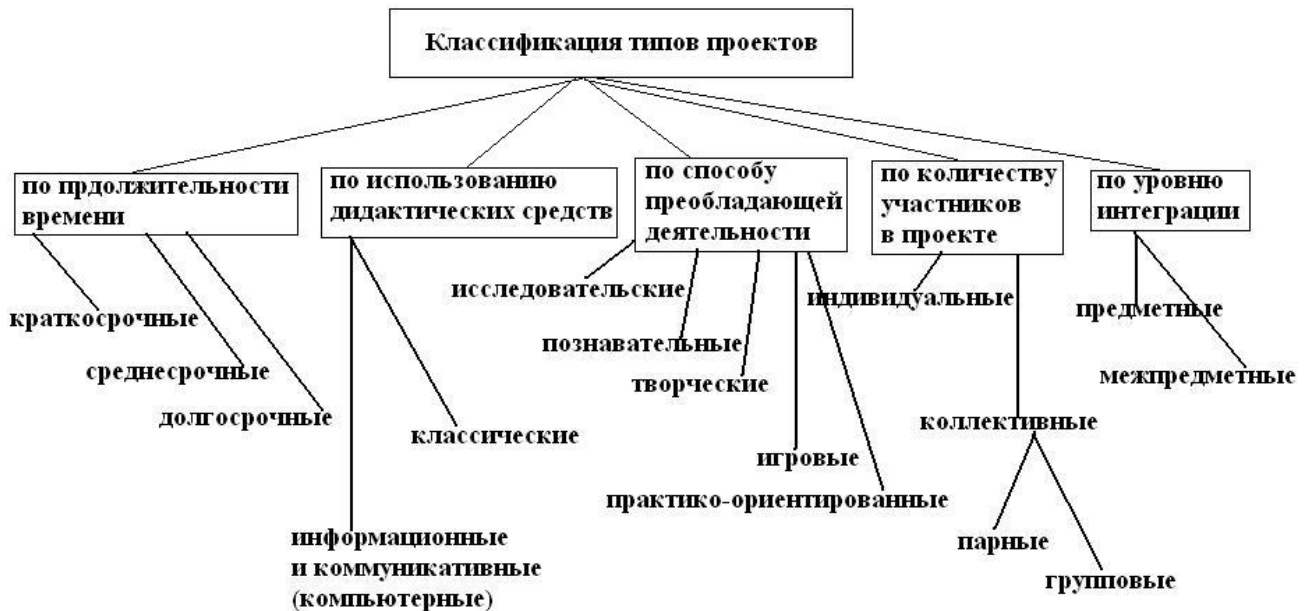 Классификация типов проектов
по прдолжительности
времени
краткосрочные
среднесрочные
долгосрочные
по использованию
дидактических средств
классические
информационные
и коммуникативные
(компьютерные)
по способу
преобладающей
деятельности
исследовательские
познавательные
творческие
игровые
практико-ориентированные
по количеству
участников
в проекте
индивидуальные
коллективные
парные
групповые
по уровню
интеграции
предметные
межпредметные